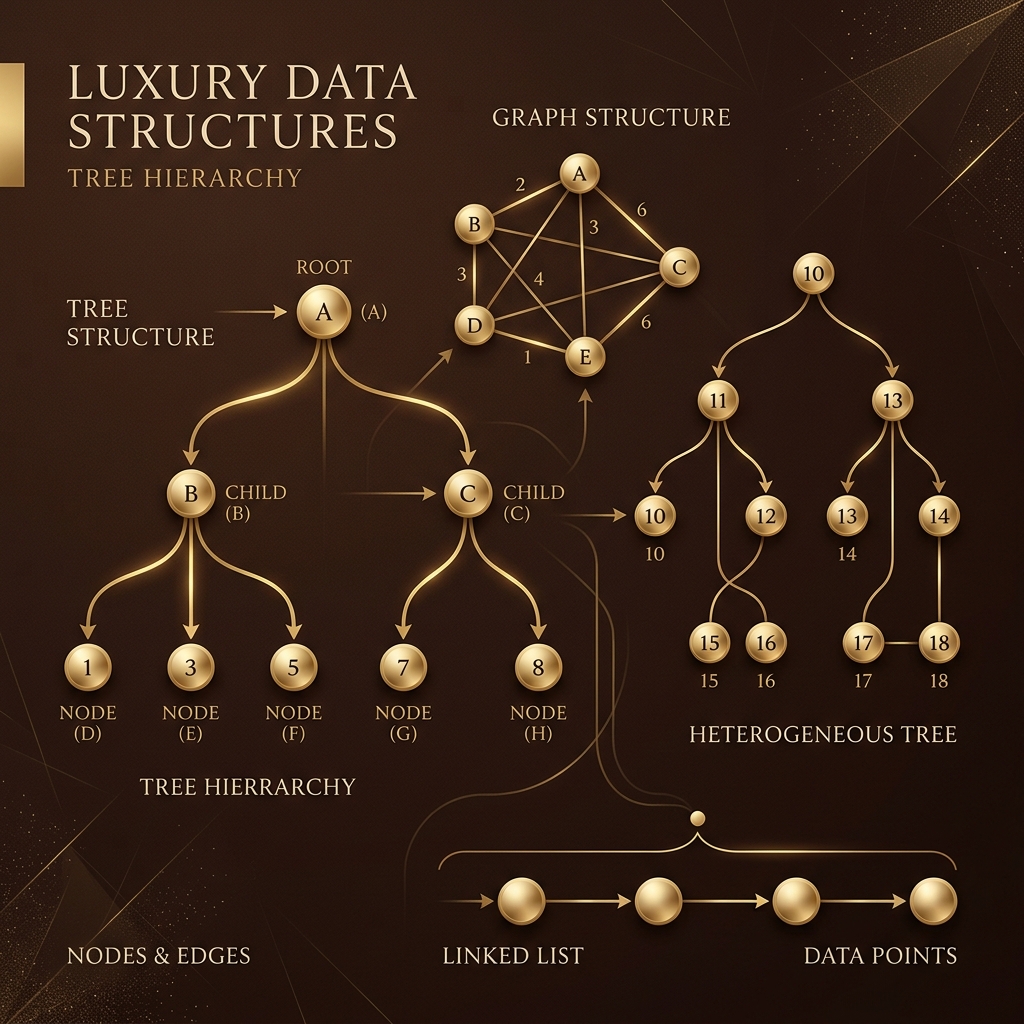 LUXURY DATA
STRUCTURES
TREE HIERARCHY
GRAPH STRUCTURE
A
B
C
D
E
2
6
3
3
4
6
1
ROOT
TREE
STRUCTURE
A
(A)
B
CHILD
(B)
C
CHILD
(C)
1
3
5
7
8
NODE
(D)
NODE
(E)
NODE
(F)
NODE
(G)
NODE
(H)
TREE HIERRARCHY
10
11
13
10
12
13
14
10
14
15
16
17
18
15
16
17
18
HETEROGENEOUS TREE
NODES & EDGES
LINKED LIST
DATA POINTS